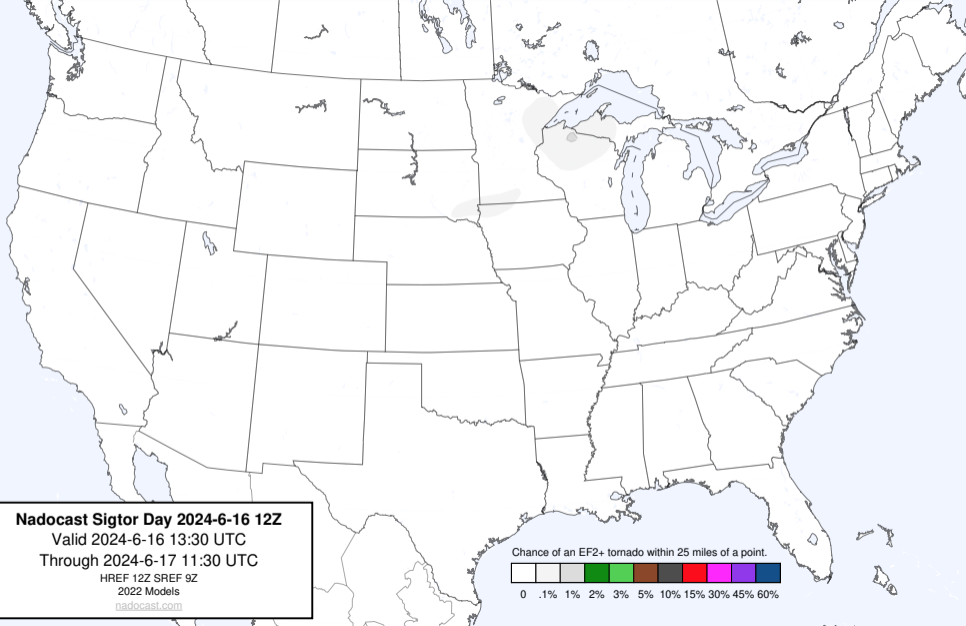 Nadocast Sigtor Day 2024-6-16 12Z
Valid 2024-6-16 13:30 UTC
Through 2024-6-17 11:30 UTC
HREF 12Z SREF 9Z
2022 Models
nadocast.com
Chance of an EF2+ tornado within 25 miles of a point.
0 .1% 1% 2% 3% 5% 10% 15% 30% 45% 60%